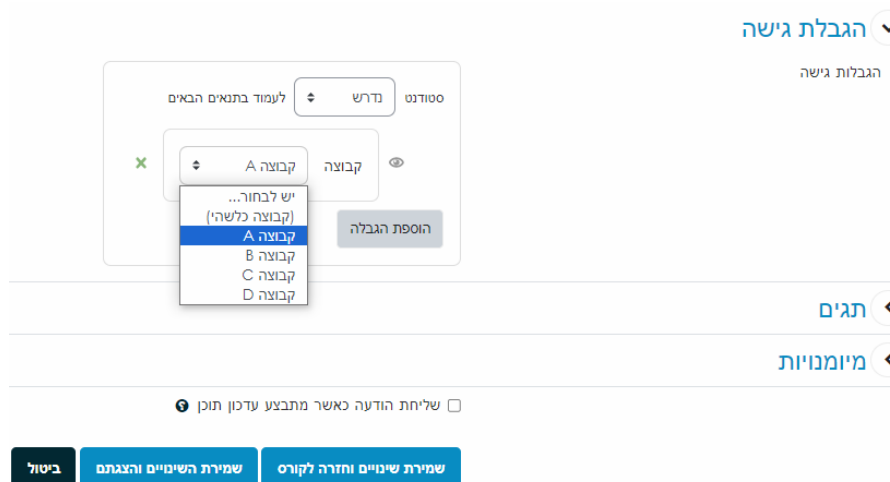 הגבלת גישה
הגבלות גישה
סטודנט נדרש לעמוד בתנאים הבאים
קבוצה קבוצה A
יש לבחור...
(קבוצה כלשהי)
קבוצה A
קבוצה B
קבוצה C
קבוצה D
הוספת הגבלה
תגים
מיומנויות
שליחת הודעה כאשר מתבצע עדכון תוכן
שמירת שינויים וחזרה לקורס שמירת השינויים והצגתם ביטול